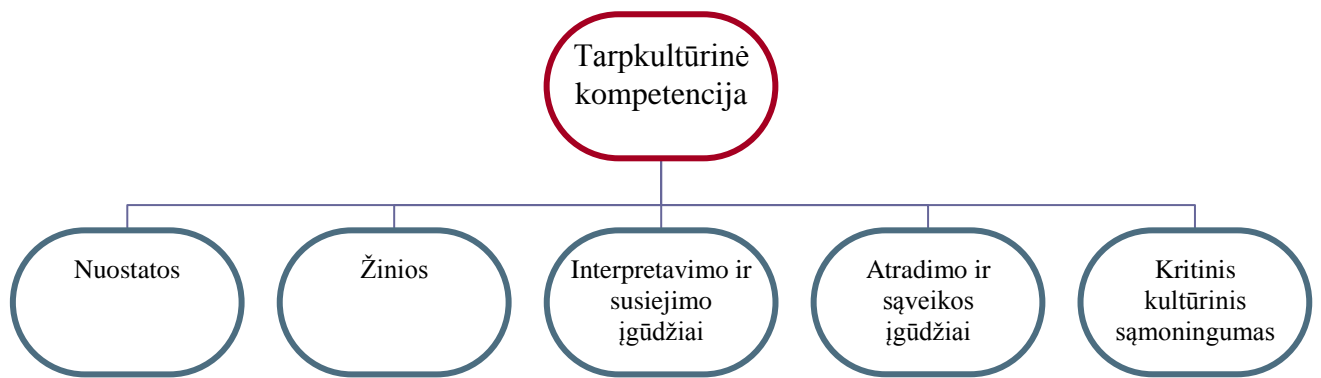 Tarpkultūrinė
kompetencija
Nuostatos
Žinios
Interpretavimo ir
susiejimo
įgūdžiai
Atradimo ir
sąveikos
įgūdžiai
Kritinis
kultūrinis
sąmoningumas